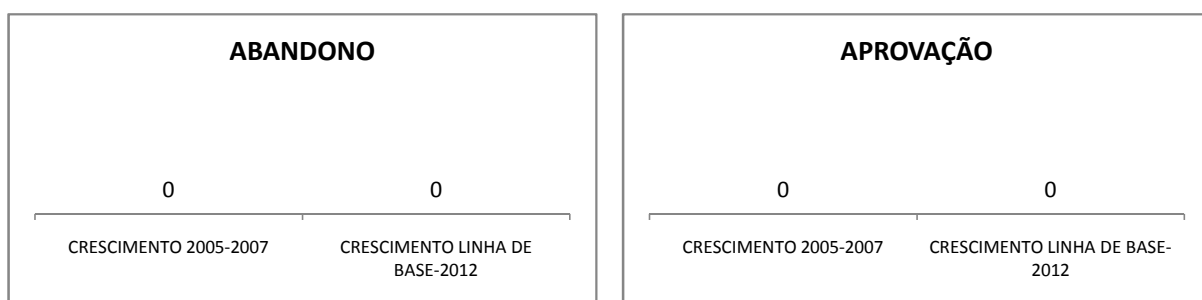 ABANDONO
0
0
CRESCIMENTO 2005-2007
CRESCIMENTO LINHA DE
BASE-2012
APROVAÇÃO
0
0
CRESCIMENTO 2005-2007
CRESCIMENTO LINHA DE BASE-
2012